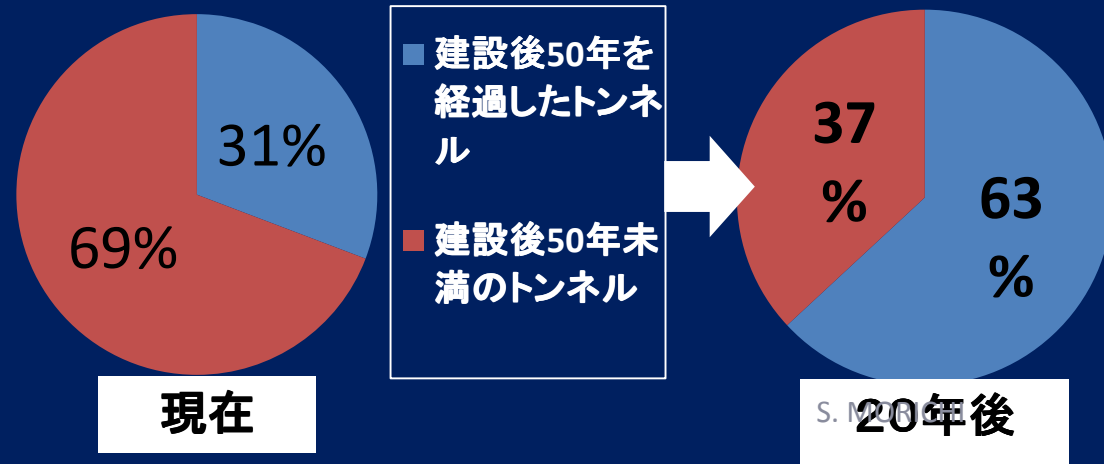 31%
69%
現在
建設後50年を
経過したトンネ
ル
建設後50年未
満のトンネル
37
%
63
%
S. MORICHI
20年後